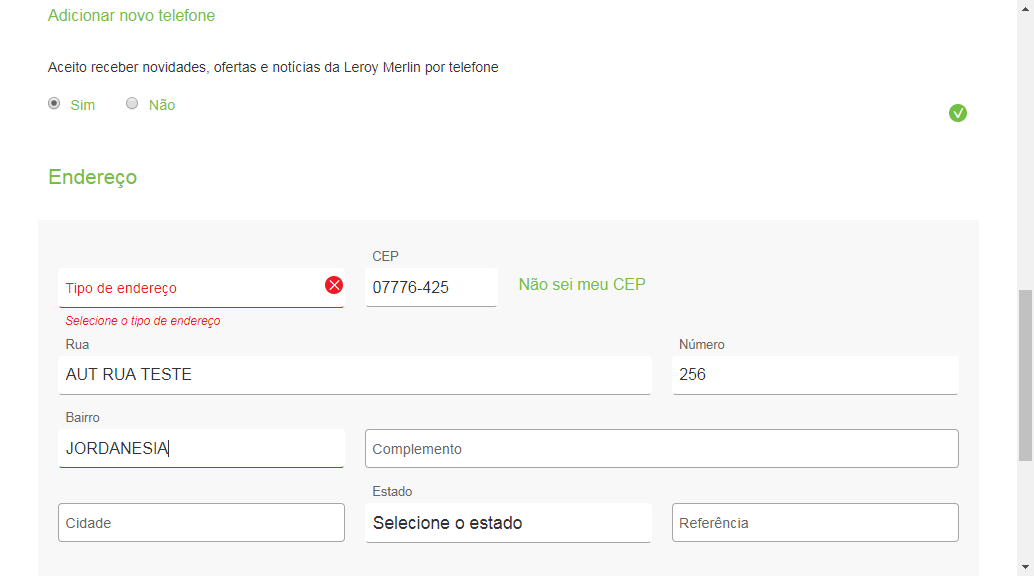 Adicionar novo telefone
Aceito receber novidades, ofertas e notícias da Leroy Merlin por telefone
Sim Não
Endereço
CEP
Tipo de endereço 07776-425 Não sei meu CEP
Selecione o tipo de endereço
Rua Número
AUT RUA TESTE 256
Bairro
JORDANESIA Complemento
Estado
Cidade Selecione o estado Referência